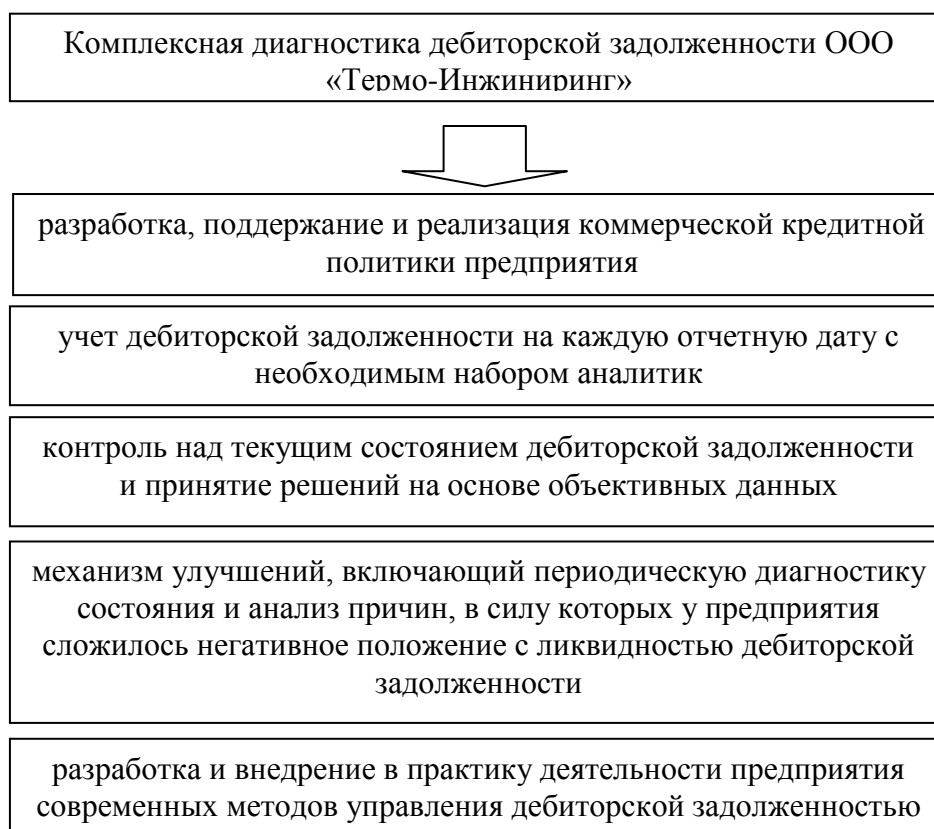 Комплексная диагностика дебиторской задолженности ООО
«Термо-Инжиниринг»
разработка, поддержание и реализация коммерческой кредитной
политики предприятия
учет дебиторской задолженности на каждую отчетную дату с
необходимым набором аналитик
контроль над текущим состоянием дебиторской задолженности
и принятие решений на основе объективных данных
механизм улучшений, включающий периодическую диагностику
состояния и анализ причин, в силу которых у предприятия
сложилось негативное положение с ликвидностью дебиторской
задолженности
разработка и внедрение в практику деятельности предприятия
современных методов управления дебиторской задолженностью